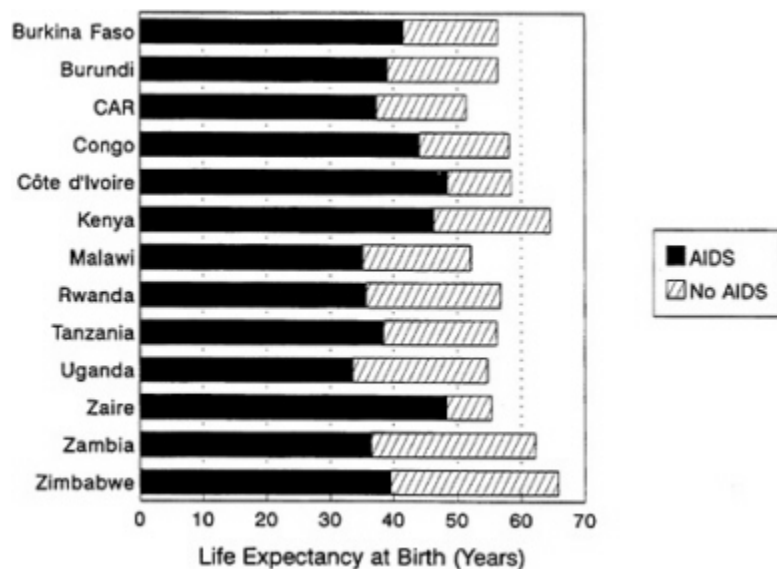 Burkina Faso
Burundi
CAR
Congo
Côte d'Ivoire
Kenya
Malawi
Rwanda
Tanzania
Uganda
Zaire
Zambia
Zimbabwe
0 10 20 30 40 50 60 70
Life Expectancy at Birth (Years)
AIDS
No AIDS